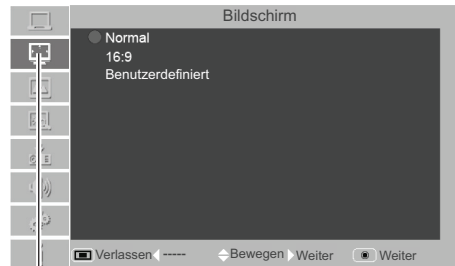 Bildschirm
Normal
16:9
Benutzerdefiniert
Verlassen ----- Bewegen Weiter Weiter